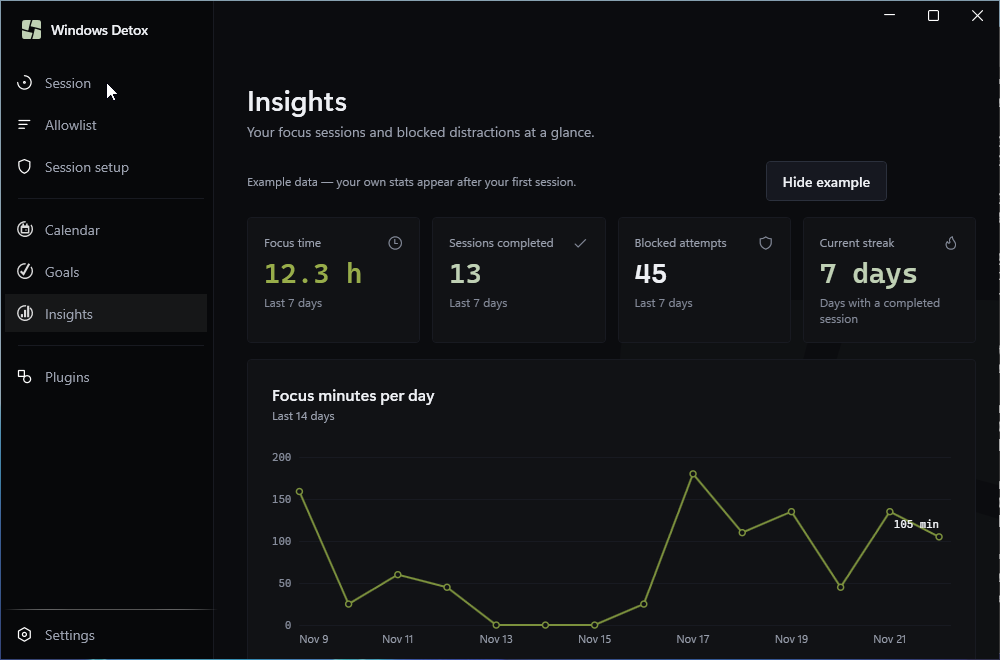 Windows Detox
Session
Allowlist
Session setup
Calendar
Goals
Insights
Plugins
Settings
Insights
Your focus sessions and blocked distractions at a glance.
Example data — your own stats appear after your first session.
Hide example
Focus time
12.3 h
Last 7 days
Sessions completed
13
Last 7 days
Blocked attempts
45
Last 7 days
Current streak
7 days
Days with a completed
session
Focus minutes per day
Last 14 days
200
150
100
50
0
105 min
Nov 9
Nov 11
Nov 13
Nov 15
Nov 17
Nov 19
Nov 21